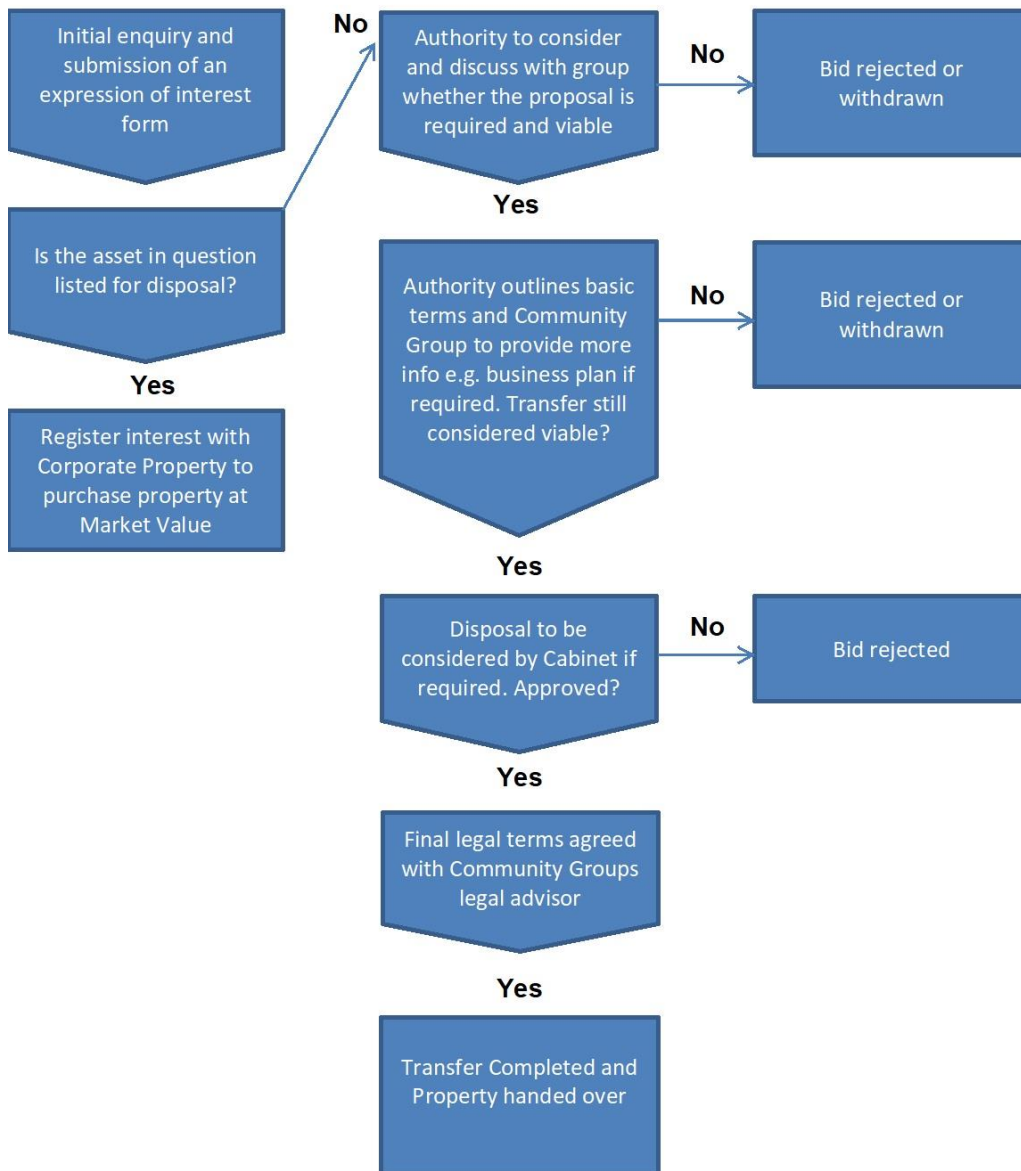 Initial enquiry and
submission of an
expression of interest
form
Is the asset in question
listed for disposal?
Yes
Register interest with
Corporate Property to
purchase property at
Market Value
No
Authority to consider
and discuss with group
whether the proposal is
required and viable
No
Bid rejected or
withdrawn
Yes
Authority outlines basic
terms and Community
Group to provide more
info e.g. business plan if
required. Transfer still
considered viable?
No
Bid rejected or
withdrawn
Yes
Disposal to be
considered by Cabinet if
required. Approved?
No
Bid rejected
Yes
Final legal terms agreed
with Community Groups
legal advisor
Yes
Transfer Completed and
Property handed over